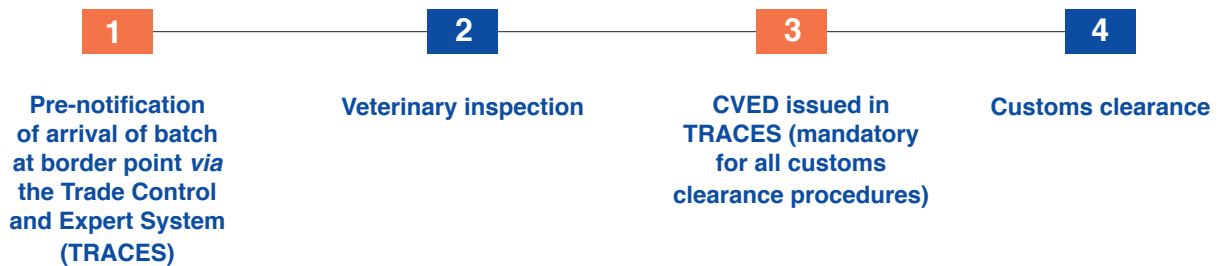 1
2
3
4
Pre-notification
of arrival of batch
at border point via
the Trade Control
and Expert System
(TRACES)
Veterinary inspection
CVED issued in
TRACES (mandatory
for all customs
clearance procedures)
Customs clearance